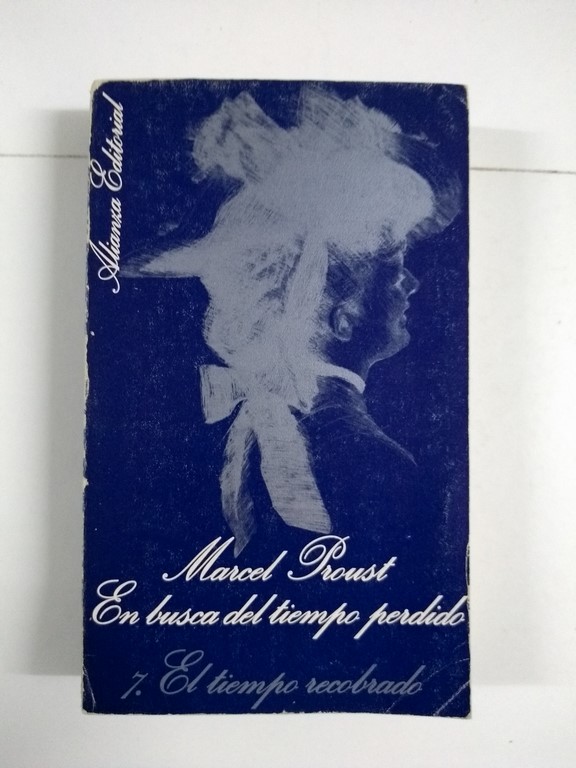 Alianza Editorial
Marcel Proust
En busca del tiempo perdido
7. El tiempo recobrado